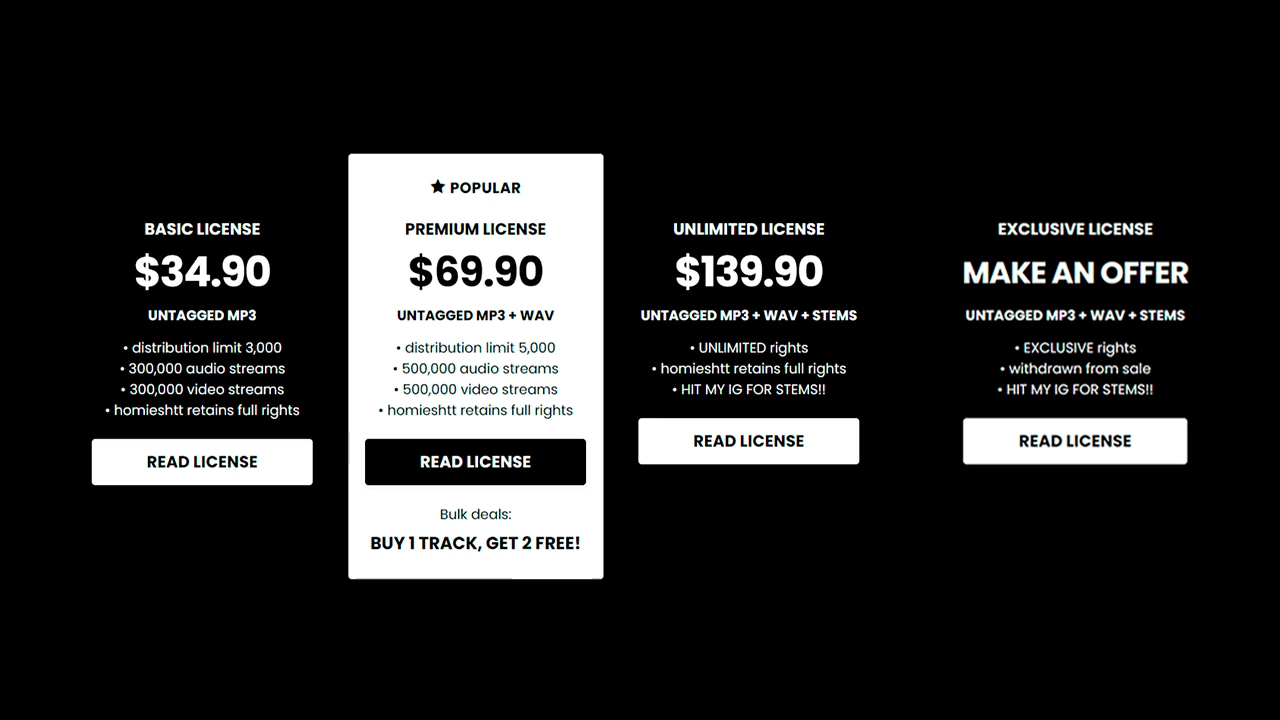 ★ POPULAR
BASIC LICENSE
$34.90
UNTAGGED MP3
• distribution limit 3,000
• 300,000 audio streams
• 300,000 video streams
• homieshtt retains full rights
READ LICENSE
PREMIUM LICENSE
$69.90
UNTAGGED MP3 + WAV
• distribution limit 5,000
• 500,000 audio streams
• 500,000 video streams
• homieshtt retains full rights
READ LICENSE
Bulk deals:
BUY 1 TRACK, GET 2 FREE!
UNLIMITED LICENSE
$139.90
UNTAGGED MP3 + WAV + STEMS
• UNLIMITED rights
• homieshtt retains full rights
• HIT MY IG FOR STEMS!!
READ LICENSE
EXCLUSIVE LICENSE
MAKE AN OFFER
UNTAGGED MP3 + WAV + STEMS
• EXCLUSIVE rights
• withdrawn from sale
• HIT MY IG FOR STEMS!!
READ LICENSE